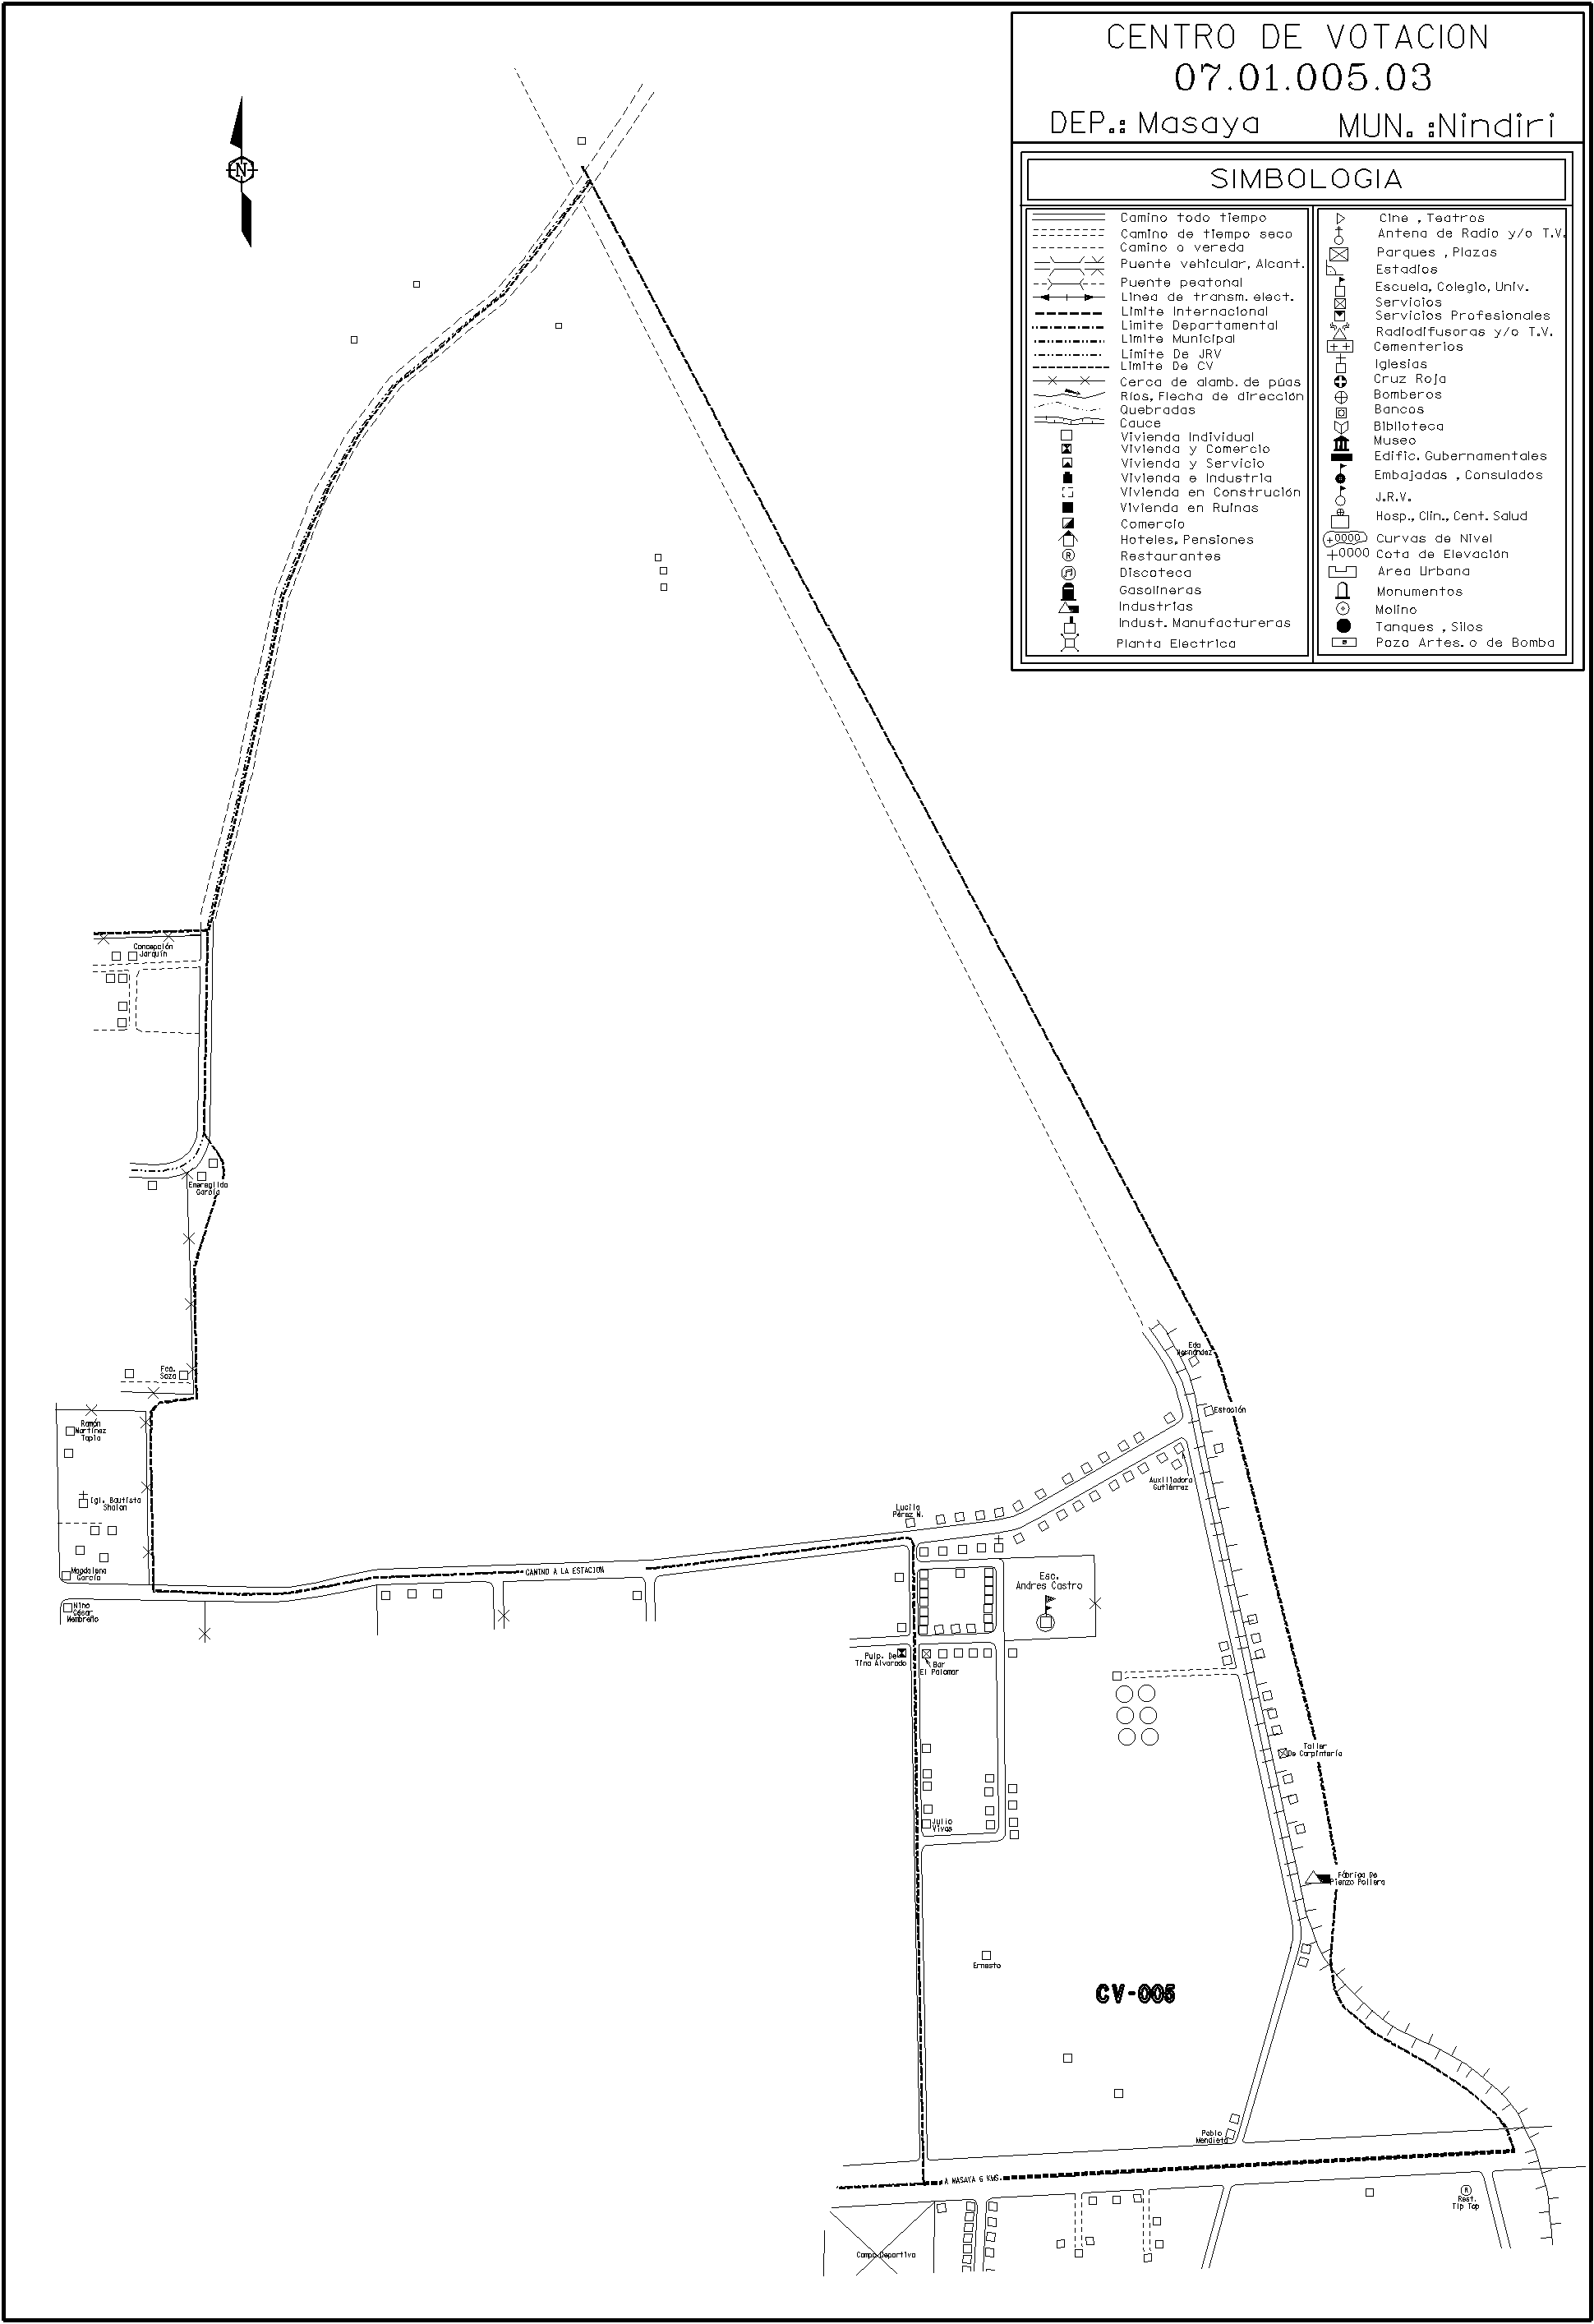 CENTRO DE VOTACION
07.01.005.03
DEP.: Masaya MUN. :Nindiri
SIMBOLOGIA
Camino todo tiempo
Camino de tiempo seco
Camino o vereda
Puente vehicular, Alcant.
Puente peatonal
Linea de transm. elect.
Limite Internacional
Limite Departamental
Limite Municipal
Limite De JRV
Limite De CV
Cerca de alamb. de púas
Ríos, Flecha de dirección
Quebradas
Cauce
Vivienda Individual
Vivienda y Comercio
Vivienda y Servicio
Vivienda e Industria
Vivienda en Construción
Vivienda en Ruinas
Comercio
Hoteles, Pensiones
R Restaurantes
Discoteca
Gasolineras
Industrias
Indust. Manufactureras
Planta Electrica
Cine , Teatros
Antena de Radio y/o T.V.
Parques , Plazas
Estadios
Escuela, Colegio, Univ.
Servicios
Servicios Profesionales
Radiodifusoras y/o T.V.
Cementerios
Iglesias
Cruz Roja
Bomberos
Bancos
Biblioteca
Museo
Edific. Gubernamentales
Embajadas , Consulados
J.R.V.
Hosp., Clin., Cent. Salud
+0000 Curvas de Nivel
+0000 Cota de Elevación
Area Urbana
Monumentos
Molino
Tanques , Silos
Pozo Artes. o de Bomba
N
Concepción
Jarquín
Emeregilda
García
Fco.
Soza
Ramón
Martínez
Tapia
Igl. Bautista
Shalon
Magdalena
García
Nino
César
Membreño
CAMINO A LA ESTACION
Eda
Hernández
Estación
Auxiliadora
Gutiérrez
Lucila
Pérez N.
Esc.
Andres Castro
Pulp. De
Tina Alvarado
Bar
El Palomar
Taller
De Carpintería
Julio
Vivas
Fábrica De
Pienzo Pollera
Ernesto
CV-005
Pablo
Mendieta
A MASAYA 6 KMS.
R
Rest.
Tip Top
Campo Deportivo